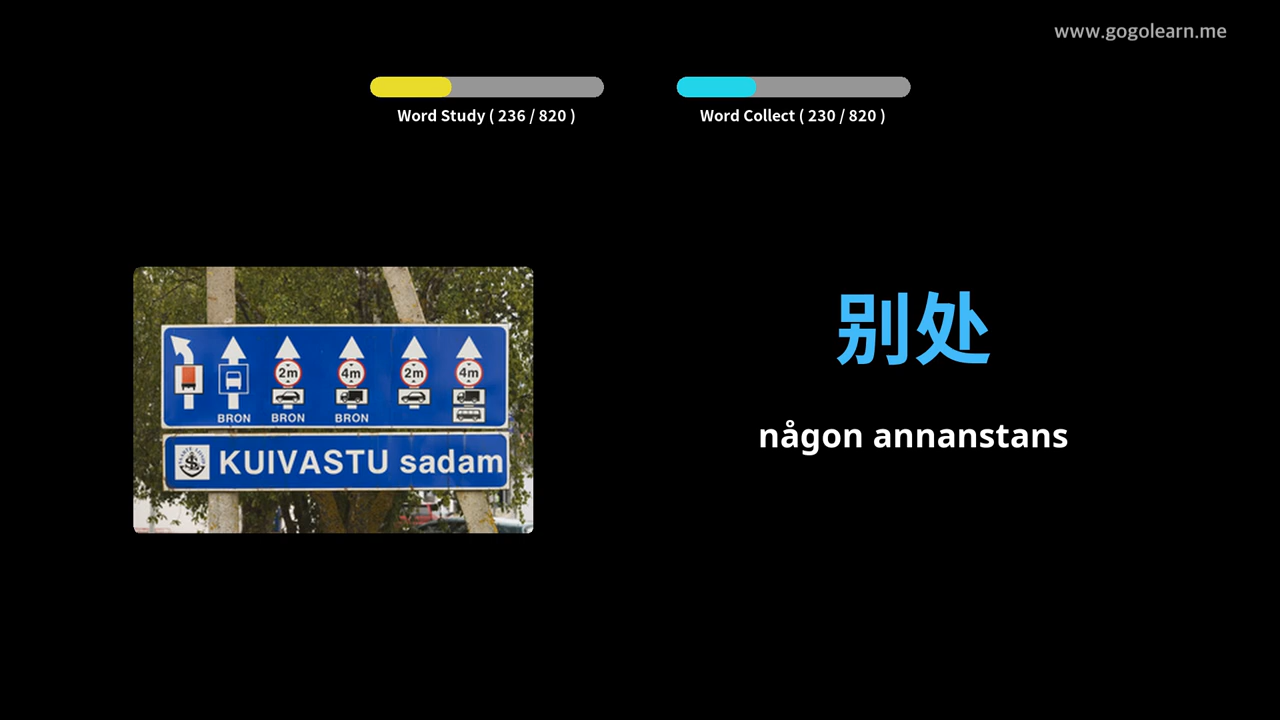 www.gogolearn.me
Word Study ( 236 / 820 )
Word Collect ( 230 / 820 )
2m 4m 2m 4m
BRON BRON BRON
KUIVASTU sadam
别处
någon annanstans